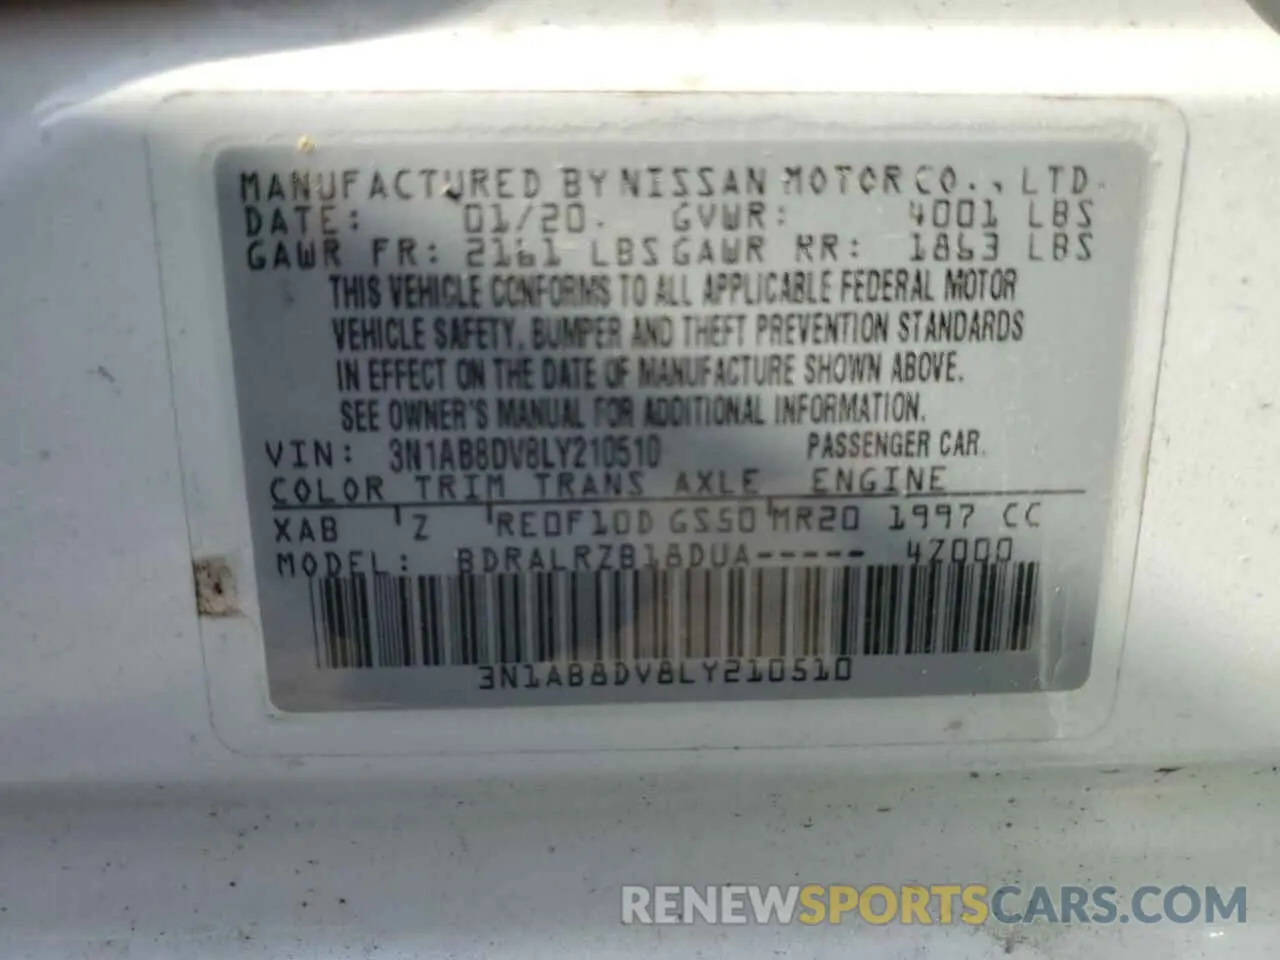 MANUFACTURED BY NISSAN MOTOR CO., LTD.
DATE: 01/20. GVWR: 4001 LBS
GAWR FR: 2161 LBS GAWR RR: 1863 LBS
THIS VEHICLE CONFORMS TO ALL APPLICABLE FEDERAL MOTOR
VEHICLE SAFETY, BUMPER AND THEFT PREVENTION STANDARDS
IN EFFECT ON THE DATE OF MANUFACTURE SHOWN ABOVE.
SEE OWNER'S MANUAL FOR ADDITIONAL INFORMATION.
VIN: 3N1AB8DV8LY210510 PASSENGER CAR.
COLOR TRIM TRANS AXLE ENGINE
XAB Z RE0F10D GS50 MR20 1997 CC
MODEL: BDRALRZB18DUA----- 4Z000
3N1AB8DV8LY210510
RENEWSPORTSCARS.COM